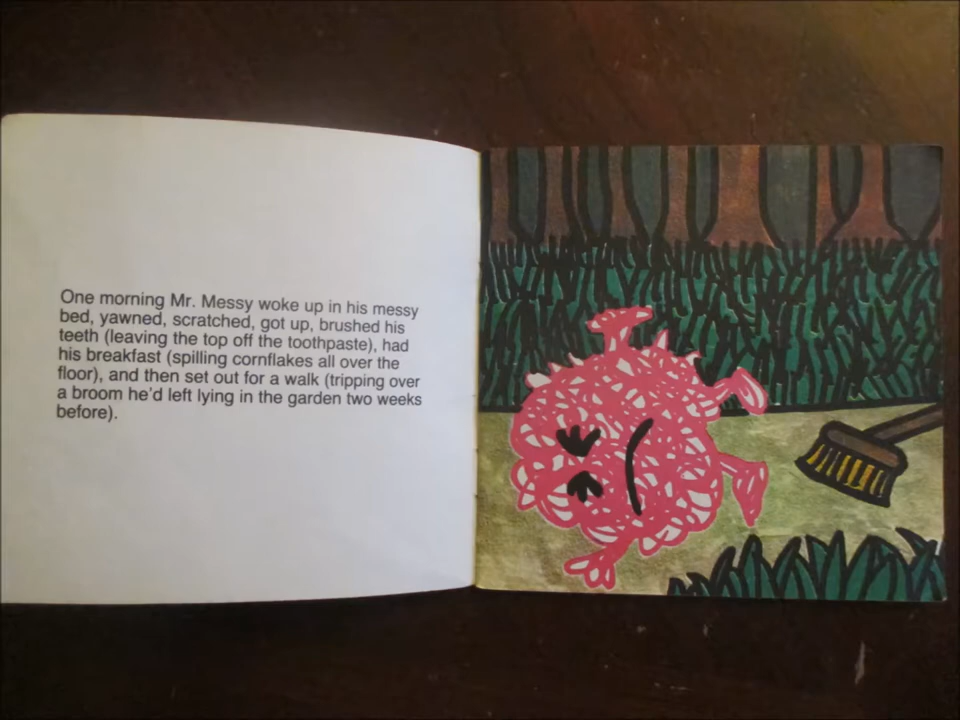 One morning Mr. Messy woke up in his messy
bed, yawned, scratched, got up, brushed his
teeth (leaving the top off the toothpaste), had
his breakfast (spilling cornflakes all over the
floor), and then set out for a walk (tripping over
a broom he'd left lying in the garden two weeks
before).